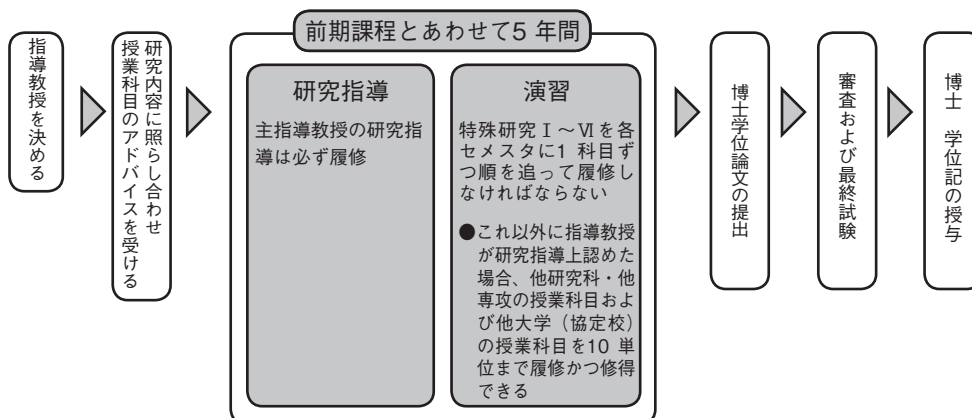 指導教授を決める
研究内容に照らし合わせ
授業科目のアドバイスを受ける
前期課程とあわせて5 年間
研究指導
主指導教授の研究指
導は必ず履修
演習
特殊研究Ⅰ～Ⅵを各
セメスタに1 科目ず
つ順を追って履修し
なければならない
●これ以外に指導教授
が研究指導上認めた
場合、他研究科・他
専攻の授業科目およ
び他大学（協定校）
の授業科目を10 単
位まで履修かつ修得
できる
博士学位論文の提出
審査および最終試験
博士　学位記の授与